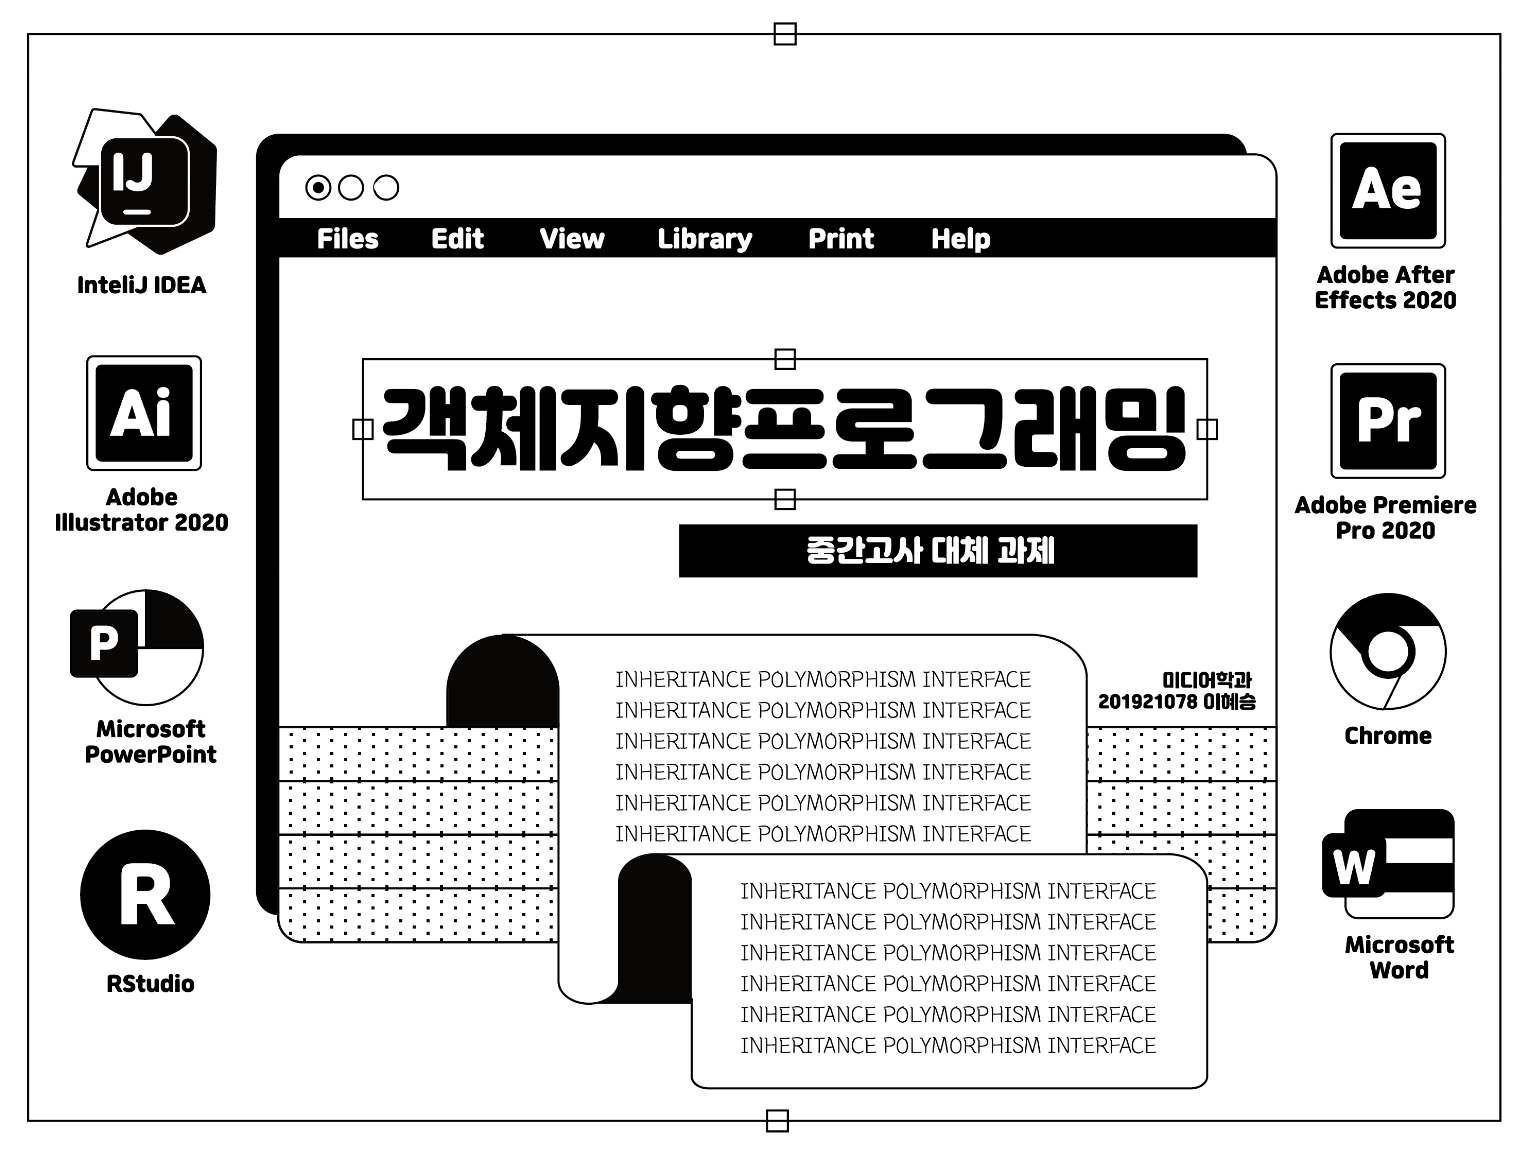 IJ
InteliJ IDEA
Ai
Adobe
Illustrator 2020
P
Microsoft
PowerPoint
R
RStudio
Files Edit View Library Print Help
객체지향프로그래밍
중간고사 대체 과제
INHERITANCE POLYMORPHISM INTERFACE
INHERITANCE POLYMORPHISM INTERFACE
INHERITANCE POLYMORPHISM INTERFACE
INHERITANCE POLYMORPHISM INTERFACE
INHERITANCE POLYMORPHISM INTERFACE
INHERITANCE POLYMORPHISM INTERFACE
미디어학과
201921078 이혜승
INHERITANCE POLYMORPHISM INTERFACE
INHERITANCE POLYMORPHISM INTERFACE
INHERITANCE POLYMORPHISM INTERFACE
INHERITANCE POLYMORPHISM INTERFACE
INHERITANCE POLYMORPHISM INTERFACE
INHERITANCE POLYMORPHISM INTERFACE
Ae
Adobe After
Effects 2020
Pr
Adobe Premiere
Pro 2020
Chrome
W
Microsoft
Word